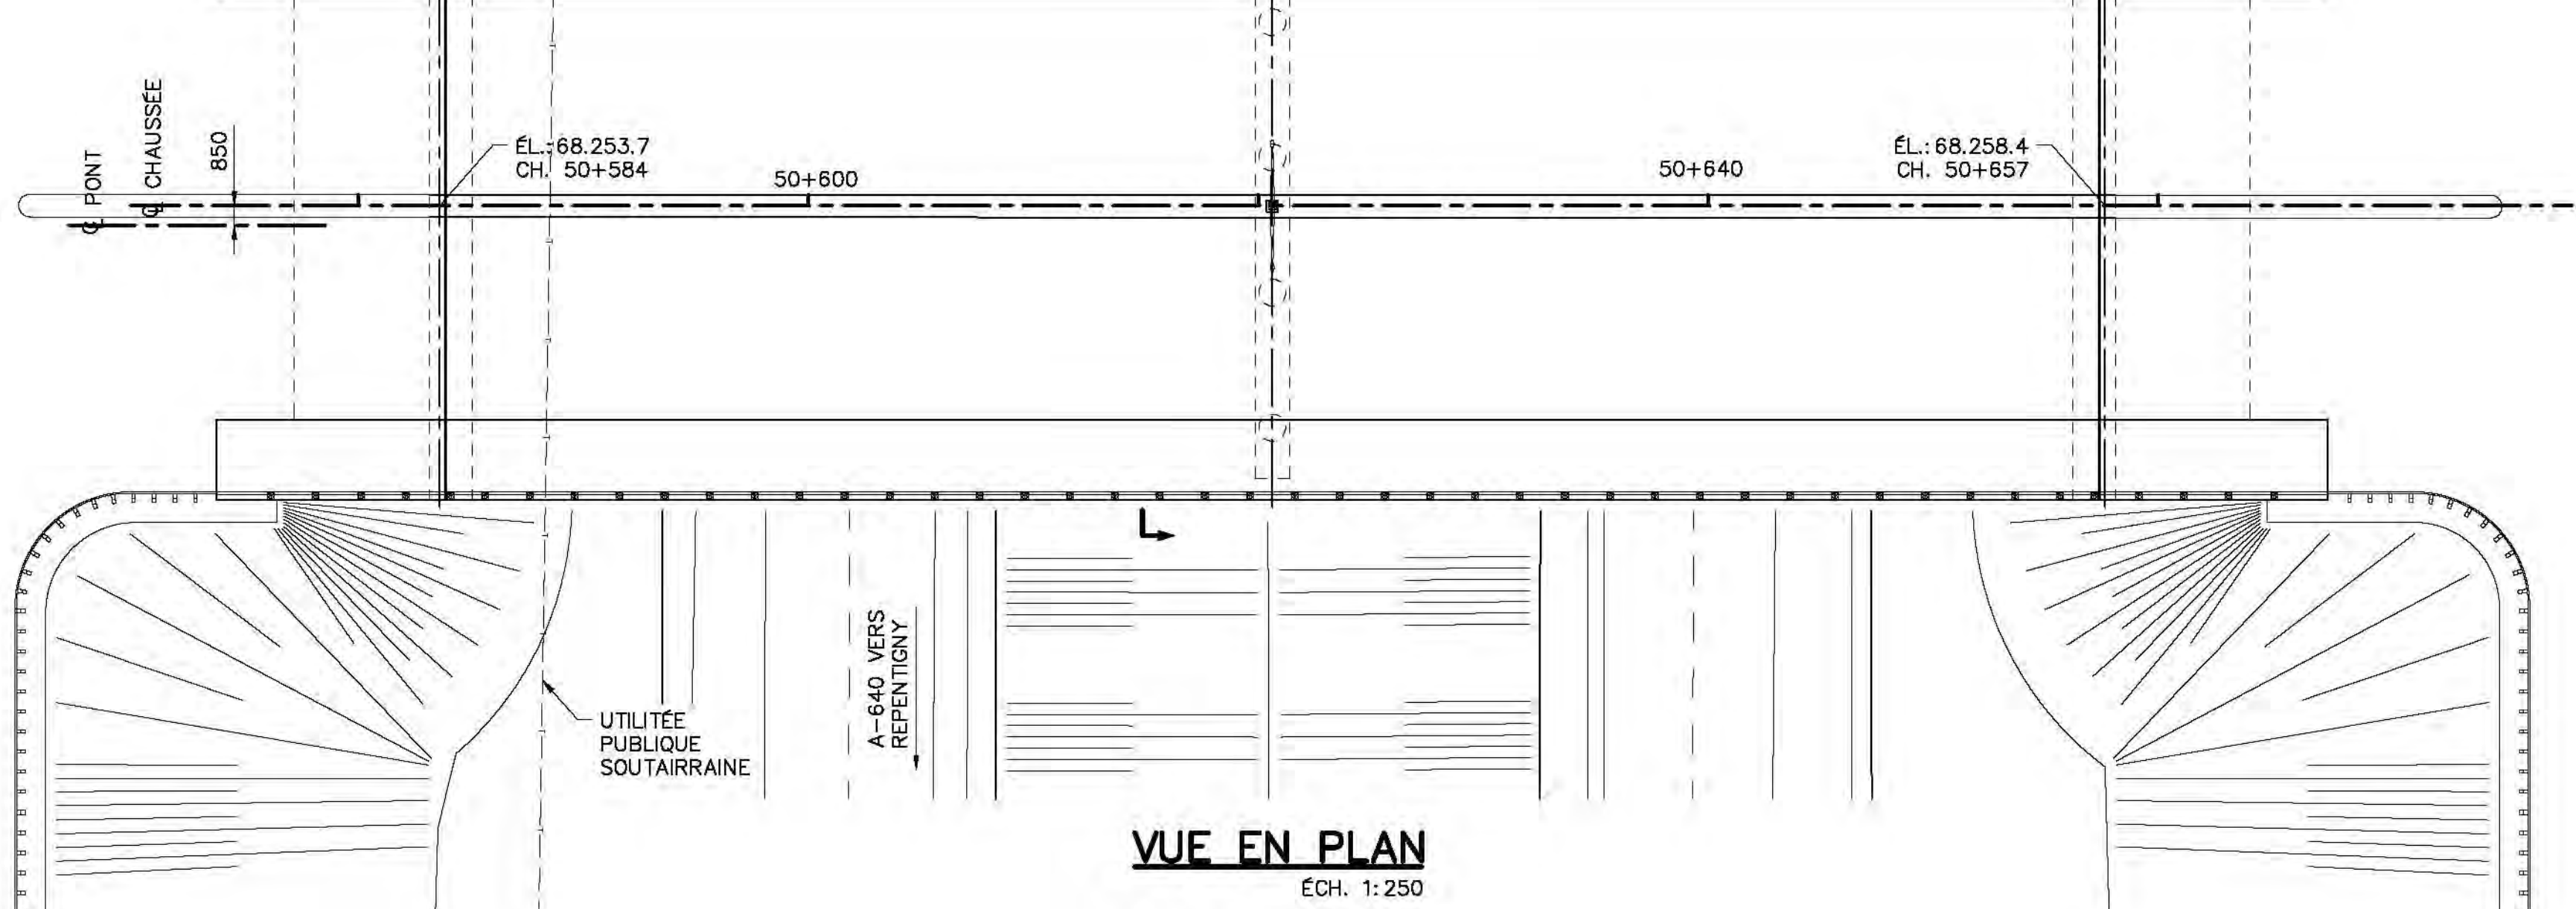 ℄ PONT
℄ CHAUSSÉE
850
ÉL.: 68.253.7
CH. 50+584
50+600
50+640
ÉL.: 68.258.4
CH. 50+657
A-640 VERS
REPENTIGNY
UTILITÉE
PUBLIQUE
SOUTAIRRAINE
VUE EN PLAN
ÉCH. 1:250